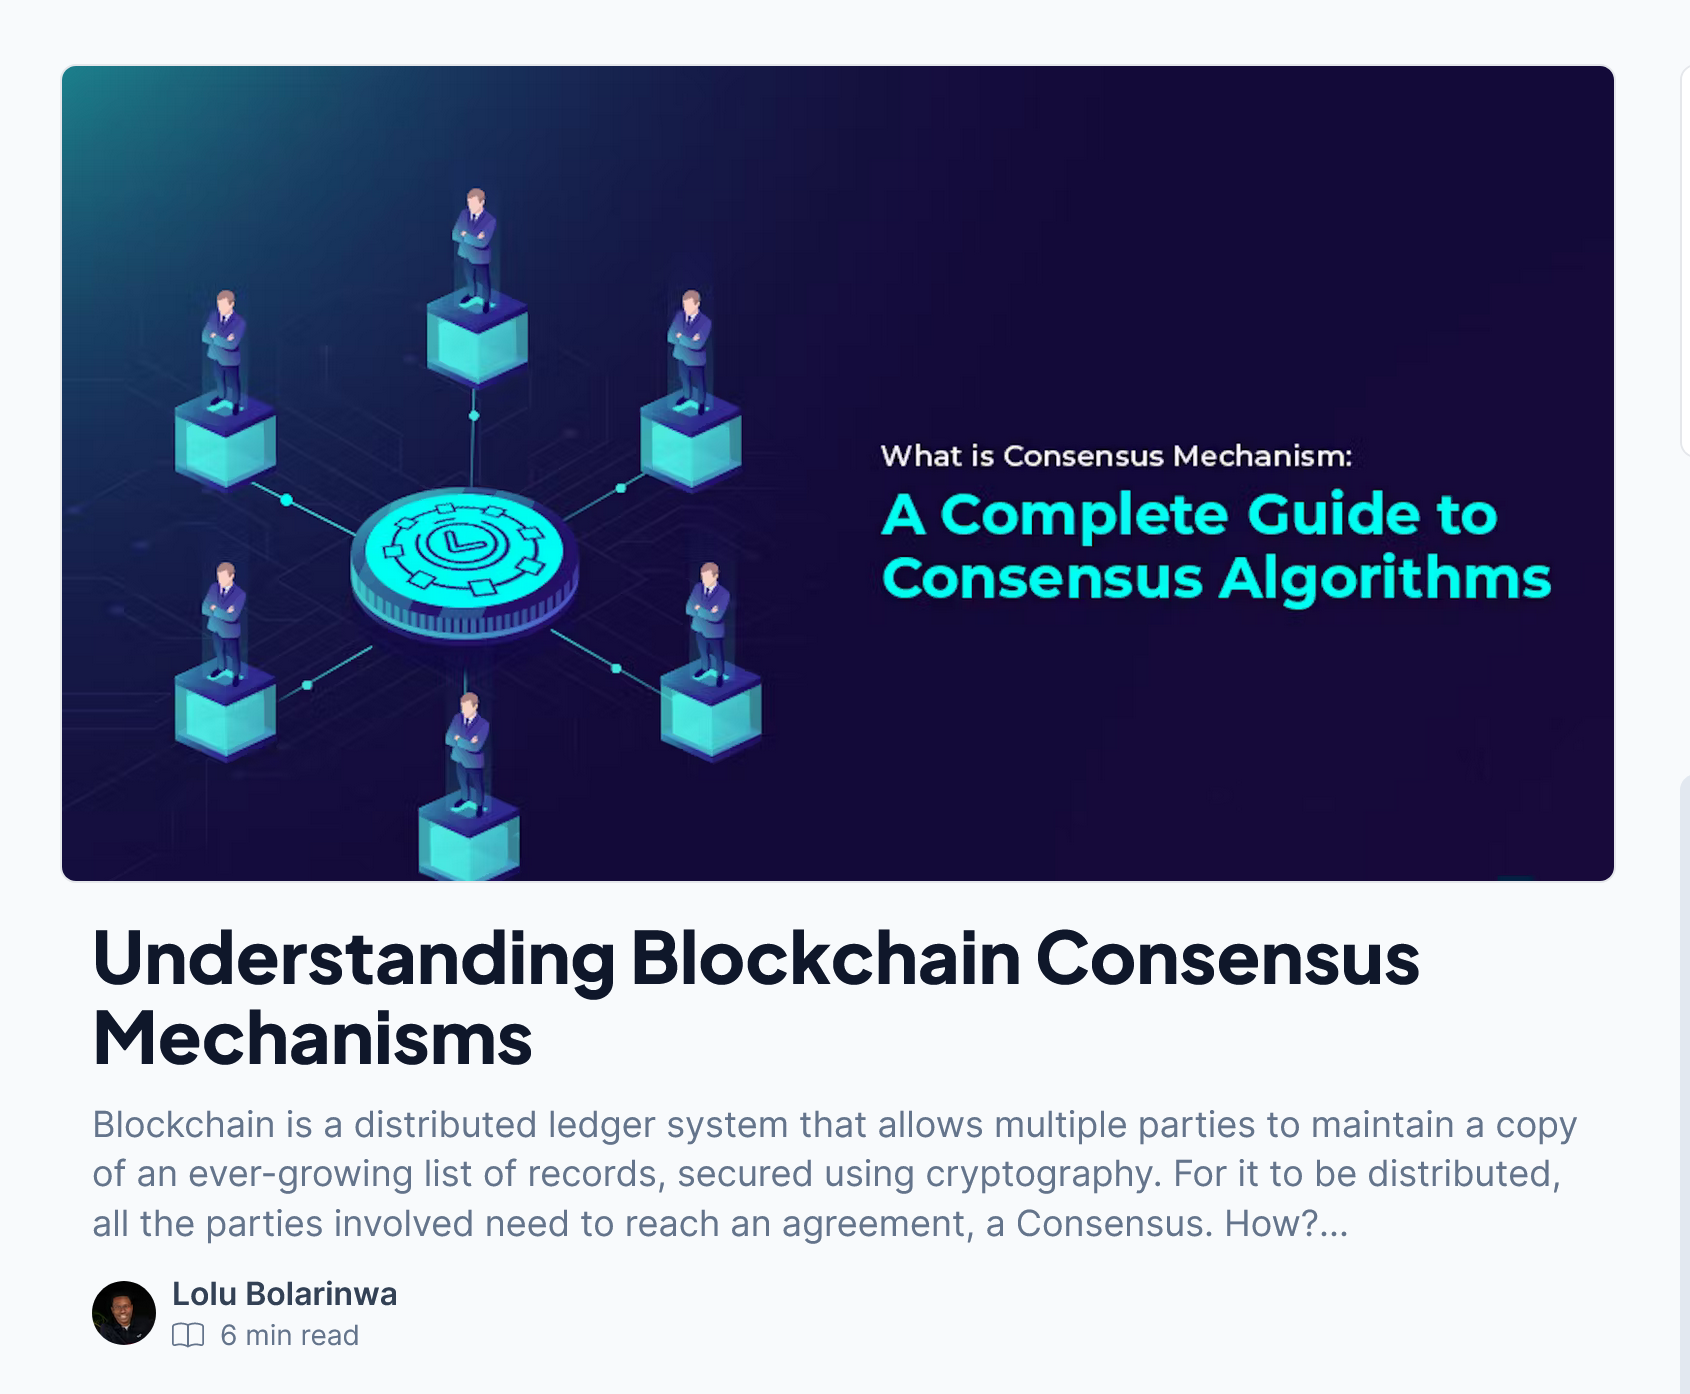 What is Consensus Mechanism:
A Complete Guide to
Consensus Algorithms
Understanding Blockchain Consensus
Mechanisms
Blockchain is a distributed ledger system that allows multiple parties to maintain a copy
of an ever-growing list of records, secured using cryptography. For it to be distributed,
all the parties involved need to reach an agreement, a Consensus. How?...
Lolu Bolarinwa
6 min read